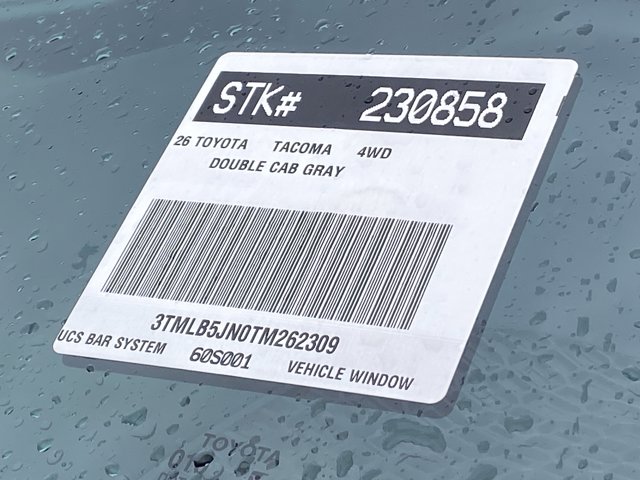 STK# 230858
26 TOYOTA TACOMA 4WD
DOUBLE CAB GRAY
3TMLB5JN0TM262309
UCS BAR SYSTEM 60S001 VEHICLE WINDOW
TOYOTA